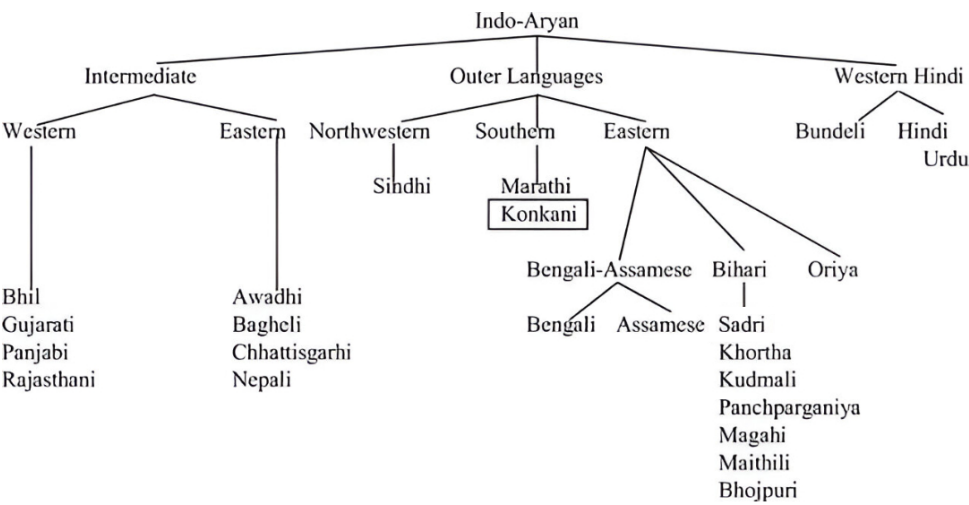 Indo-Aryan
Intermediate Outer Languages Western Hindi
Western Eastern Northwestern Southern Eastern Bundeli Hindi
Urdu
Sindhi Marathi
Konkani
Bengali-Assamese Bihari Oriya
Bhil Awadhi
Gujarati Bagheli Bengali Assamese Sadri
Panjabi Chhattisgarhi Khortha
Rajasthani Nepali Kudmali
Panchparganiya
Magahi
Maithili
Bhojpuri